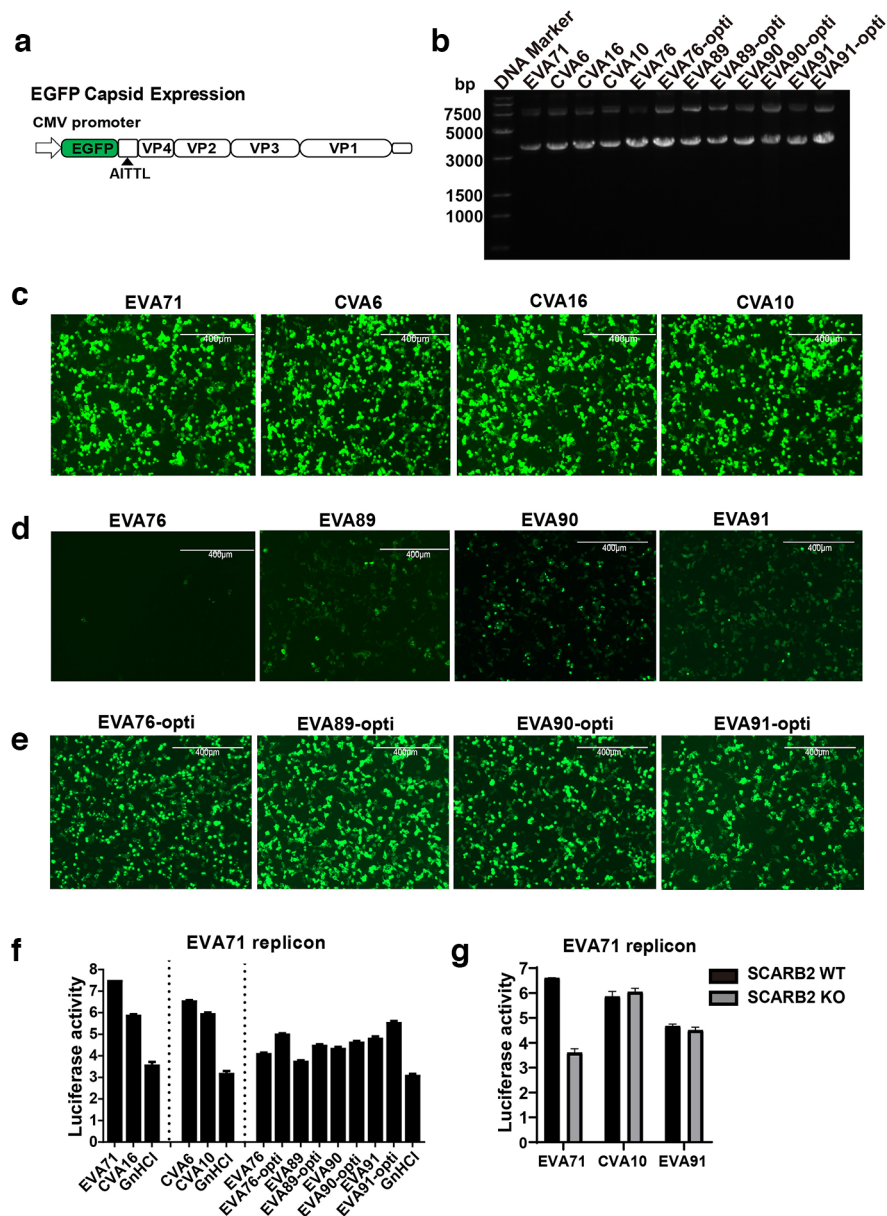 a
EGFP Capsid Expression
CMV promoter
EGFP VP4 VP2 VP3 VP1
AITTL
b
DNA Marker EVA71 CVA6 CVA16 CVA10 EVA76 EVA76-opti EVA89 EVA89-opti EVA90 EVA90-opti EVA91 EVA91-opti
bp
7500
5000
3000
1500
1000
c
EVA71 CVA6 CVA16 CVA10
400μm 400μm 400μm 400μm
d
EVA76 EVA89 EVA90 EVA91
400μm 400μm 400μm 400μm
e
EVA76-opti EVA89-opti EVA90-opti EVA91-opti
400μm 400μm 400μm 400μm
f
EVA71 replicon
Luciferase activity
8
7
6
5
4
3
2
1
0
EVA71 CVA16 GnHCl CVA6 CVA10 GnHCl EVA76 EVA76-opti EVA89 EVA89-opti EVA90 EVA90-opti EVA91 EVA91-opti GnHCl
g
EVA71 replicon
SCARB2 WT
SCARB2 KO
Luciferase activity
7
6
5
4
3
2
1
0
EVA71 CVA10 EVA91